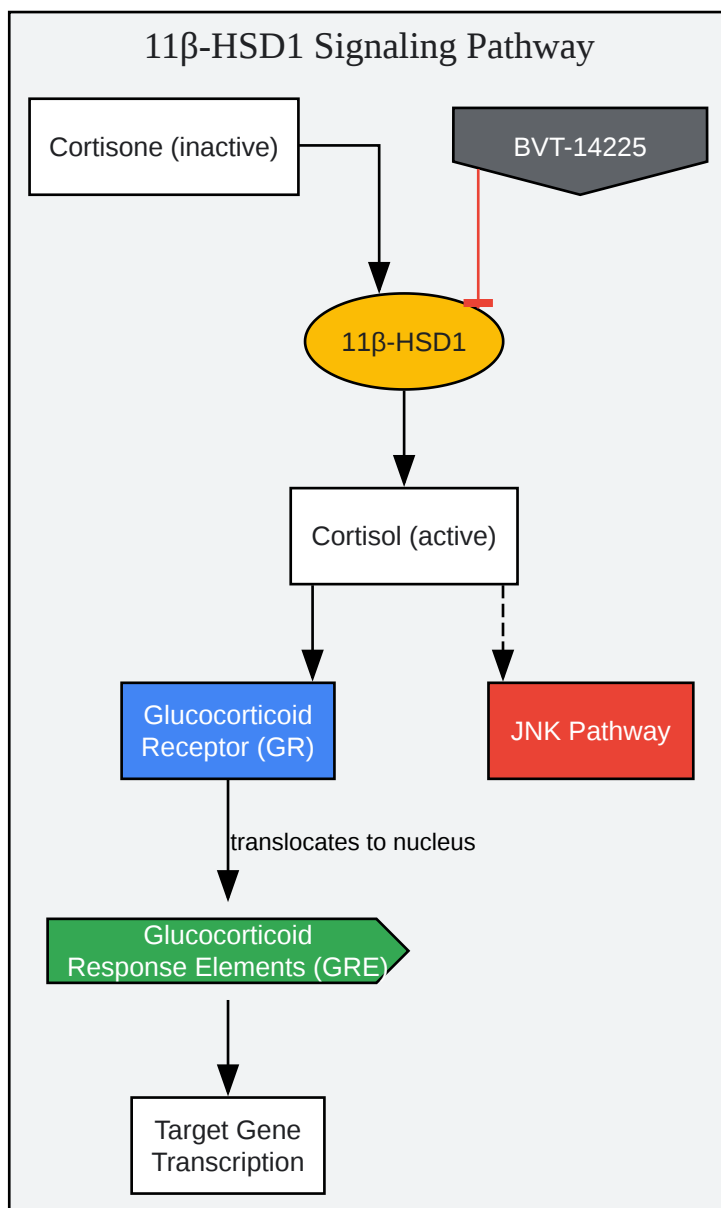 11β-HSD1 Signaling Pathway
Cortisone (inactive)
BVT-14225
11β-HSD1
Cortisol (active)
Glucocorticoid
Receptor (GR)
JNK Pathway
translocates to nucleus
Glucocorticoid
Response Elements (GRE)
Target Gene
Transcription